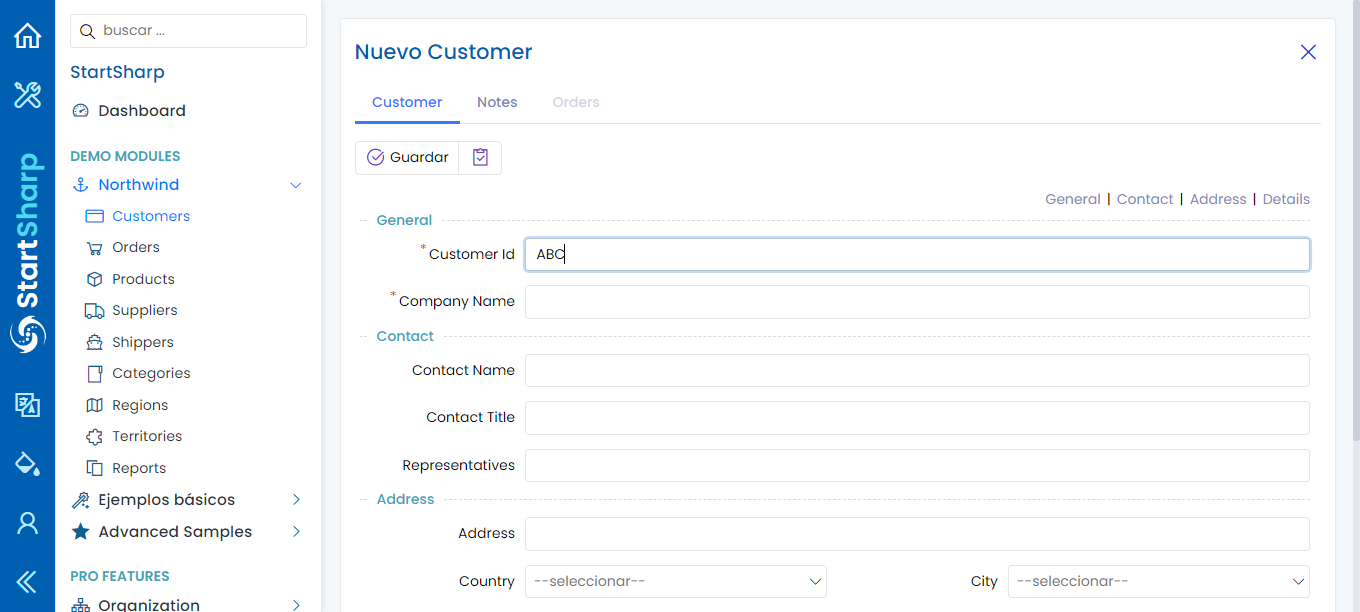 buscar ...
StartSharp
Dashboard
DEMO MODULES
Northwind
Customers
Orders
Products
Suppliers
Shippers
Categories
Regions
Territories
Reports
Ejemplos básicos
Advanced Samples
PRO FEATURES
Organization
StartSharp
Nuevo Customer
Customer Notes Orders
Guardar
General | Contact | Address | Details
General
* Customer Id ABC
* Company Name
Contact
Contact Name
Contact Title
Representatives
Address
Address
Country --seleccionar-- City --seleccionar--